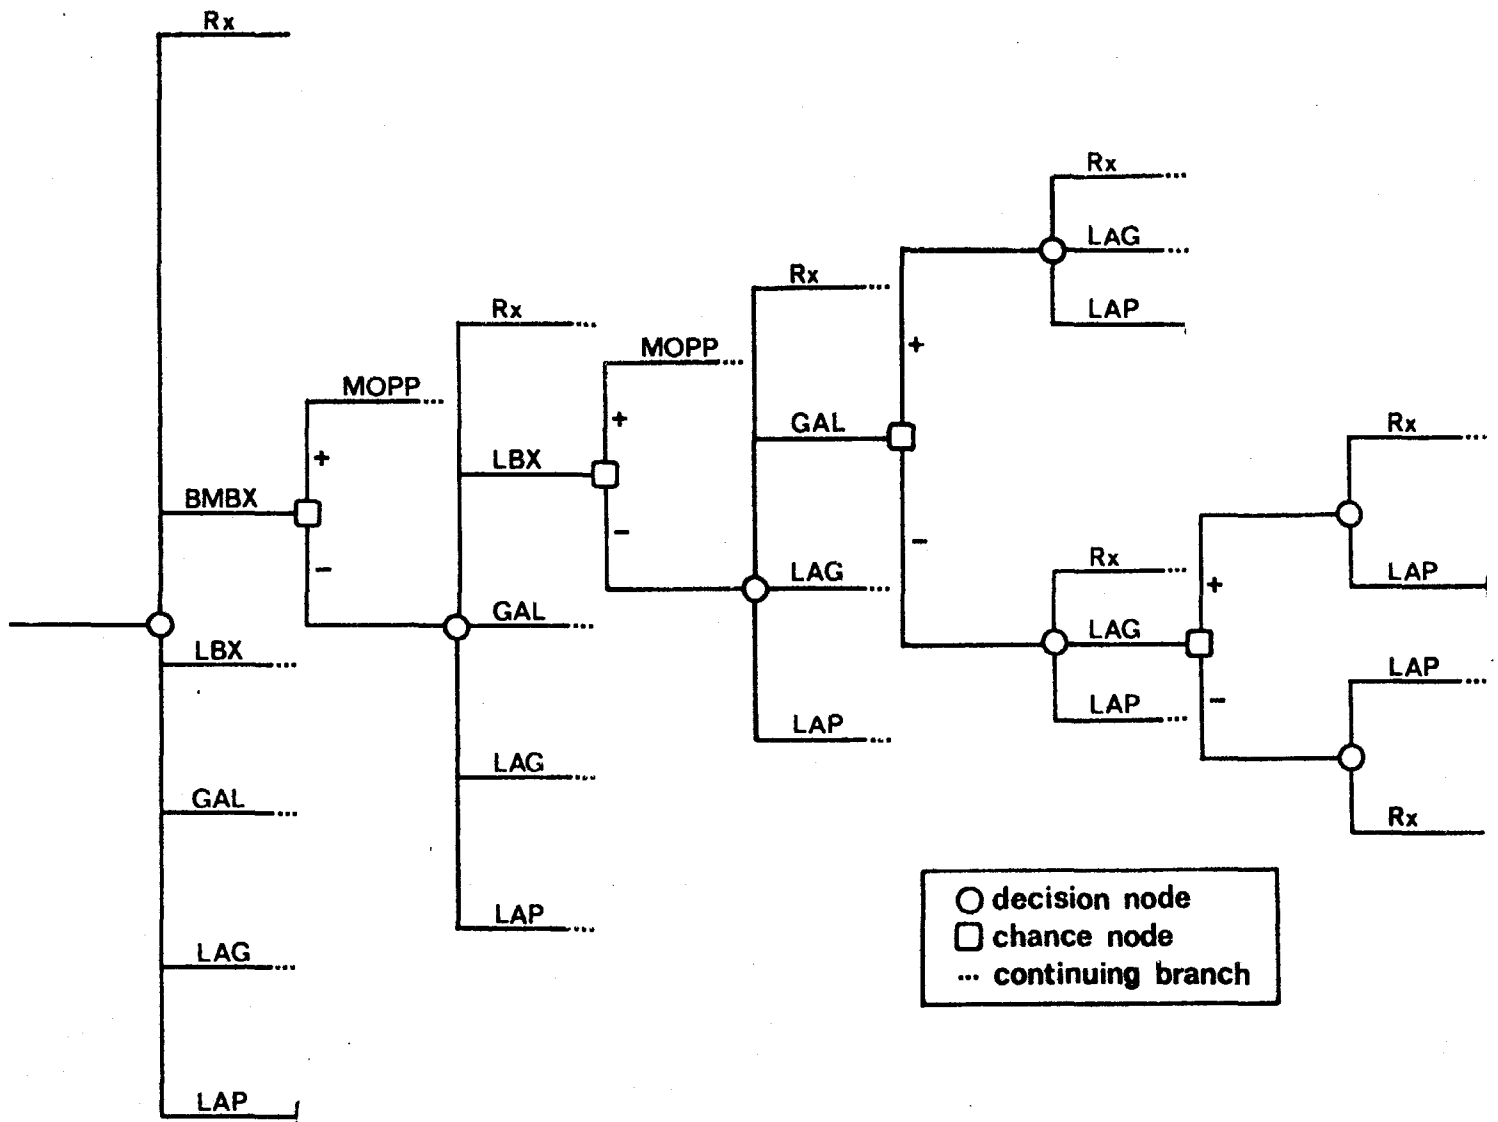 Rx
BMBX
LBX
GAL
LAG
LAP
MOPP
+
−
Rx
LBX
GAL
LAG
LAP
MOPP
+
−
Rx
GAL
LAG
LAP
+
−
Rx
LAG
LAP
Rx
LAG
LAP
+
−
Rx
LAP
LAP
Rx
decision node
chance node
... continuing branch